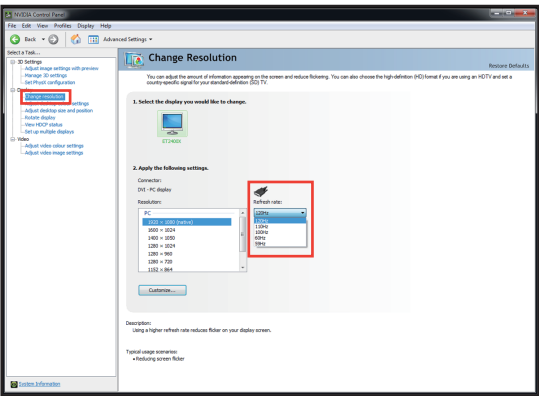 NVIDIA Control Panel
File Edit View Profiles Display Help
Back Advanced Settings
Select a Task...
3D Settings
Adjust image settings with preview
Manage 3D settings
Set PhysX configuration
Change resolution
Adjust desktop size and position
Rotate display
View HDCP status
Set up multiple displays
Video
Adjust video colour settings
Adjust video image settings
System Information
Change Resolution
Restore Defaults
You can adjust the amount of information appearing on the screen and reduce flickering. You can also choose the high-definition (HD) format if you are using an HDTV and set a
country-specific signal for your standard-definition (SD) TV.
1. Select the display you would like to change.
2. Apply the following settings.
Connector:
DVI - PC display
Resolution:
Refresh rate:
PC
120Hz
1920 × 1080 (native)
1600 × 1024
1400 × 1050
1280 × 1024
1280 × 960
1280 × 720
1152 × 864
120Hz
110Hz
100Hz
60Hz
59Hz
Customize...
Description:
Using a higher refresh rate reduces flicker on your display screen.
Typical usage scenarios:
• Reducing screen flicker